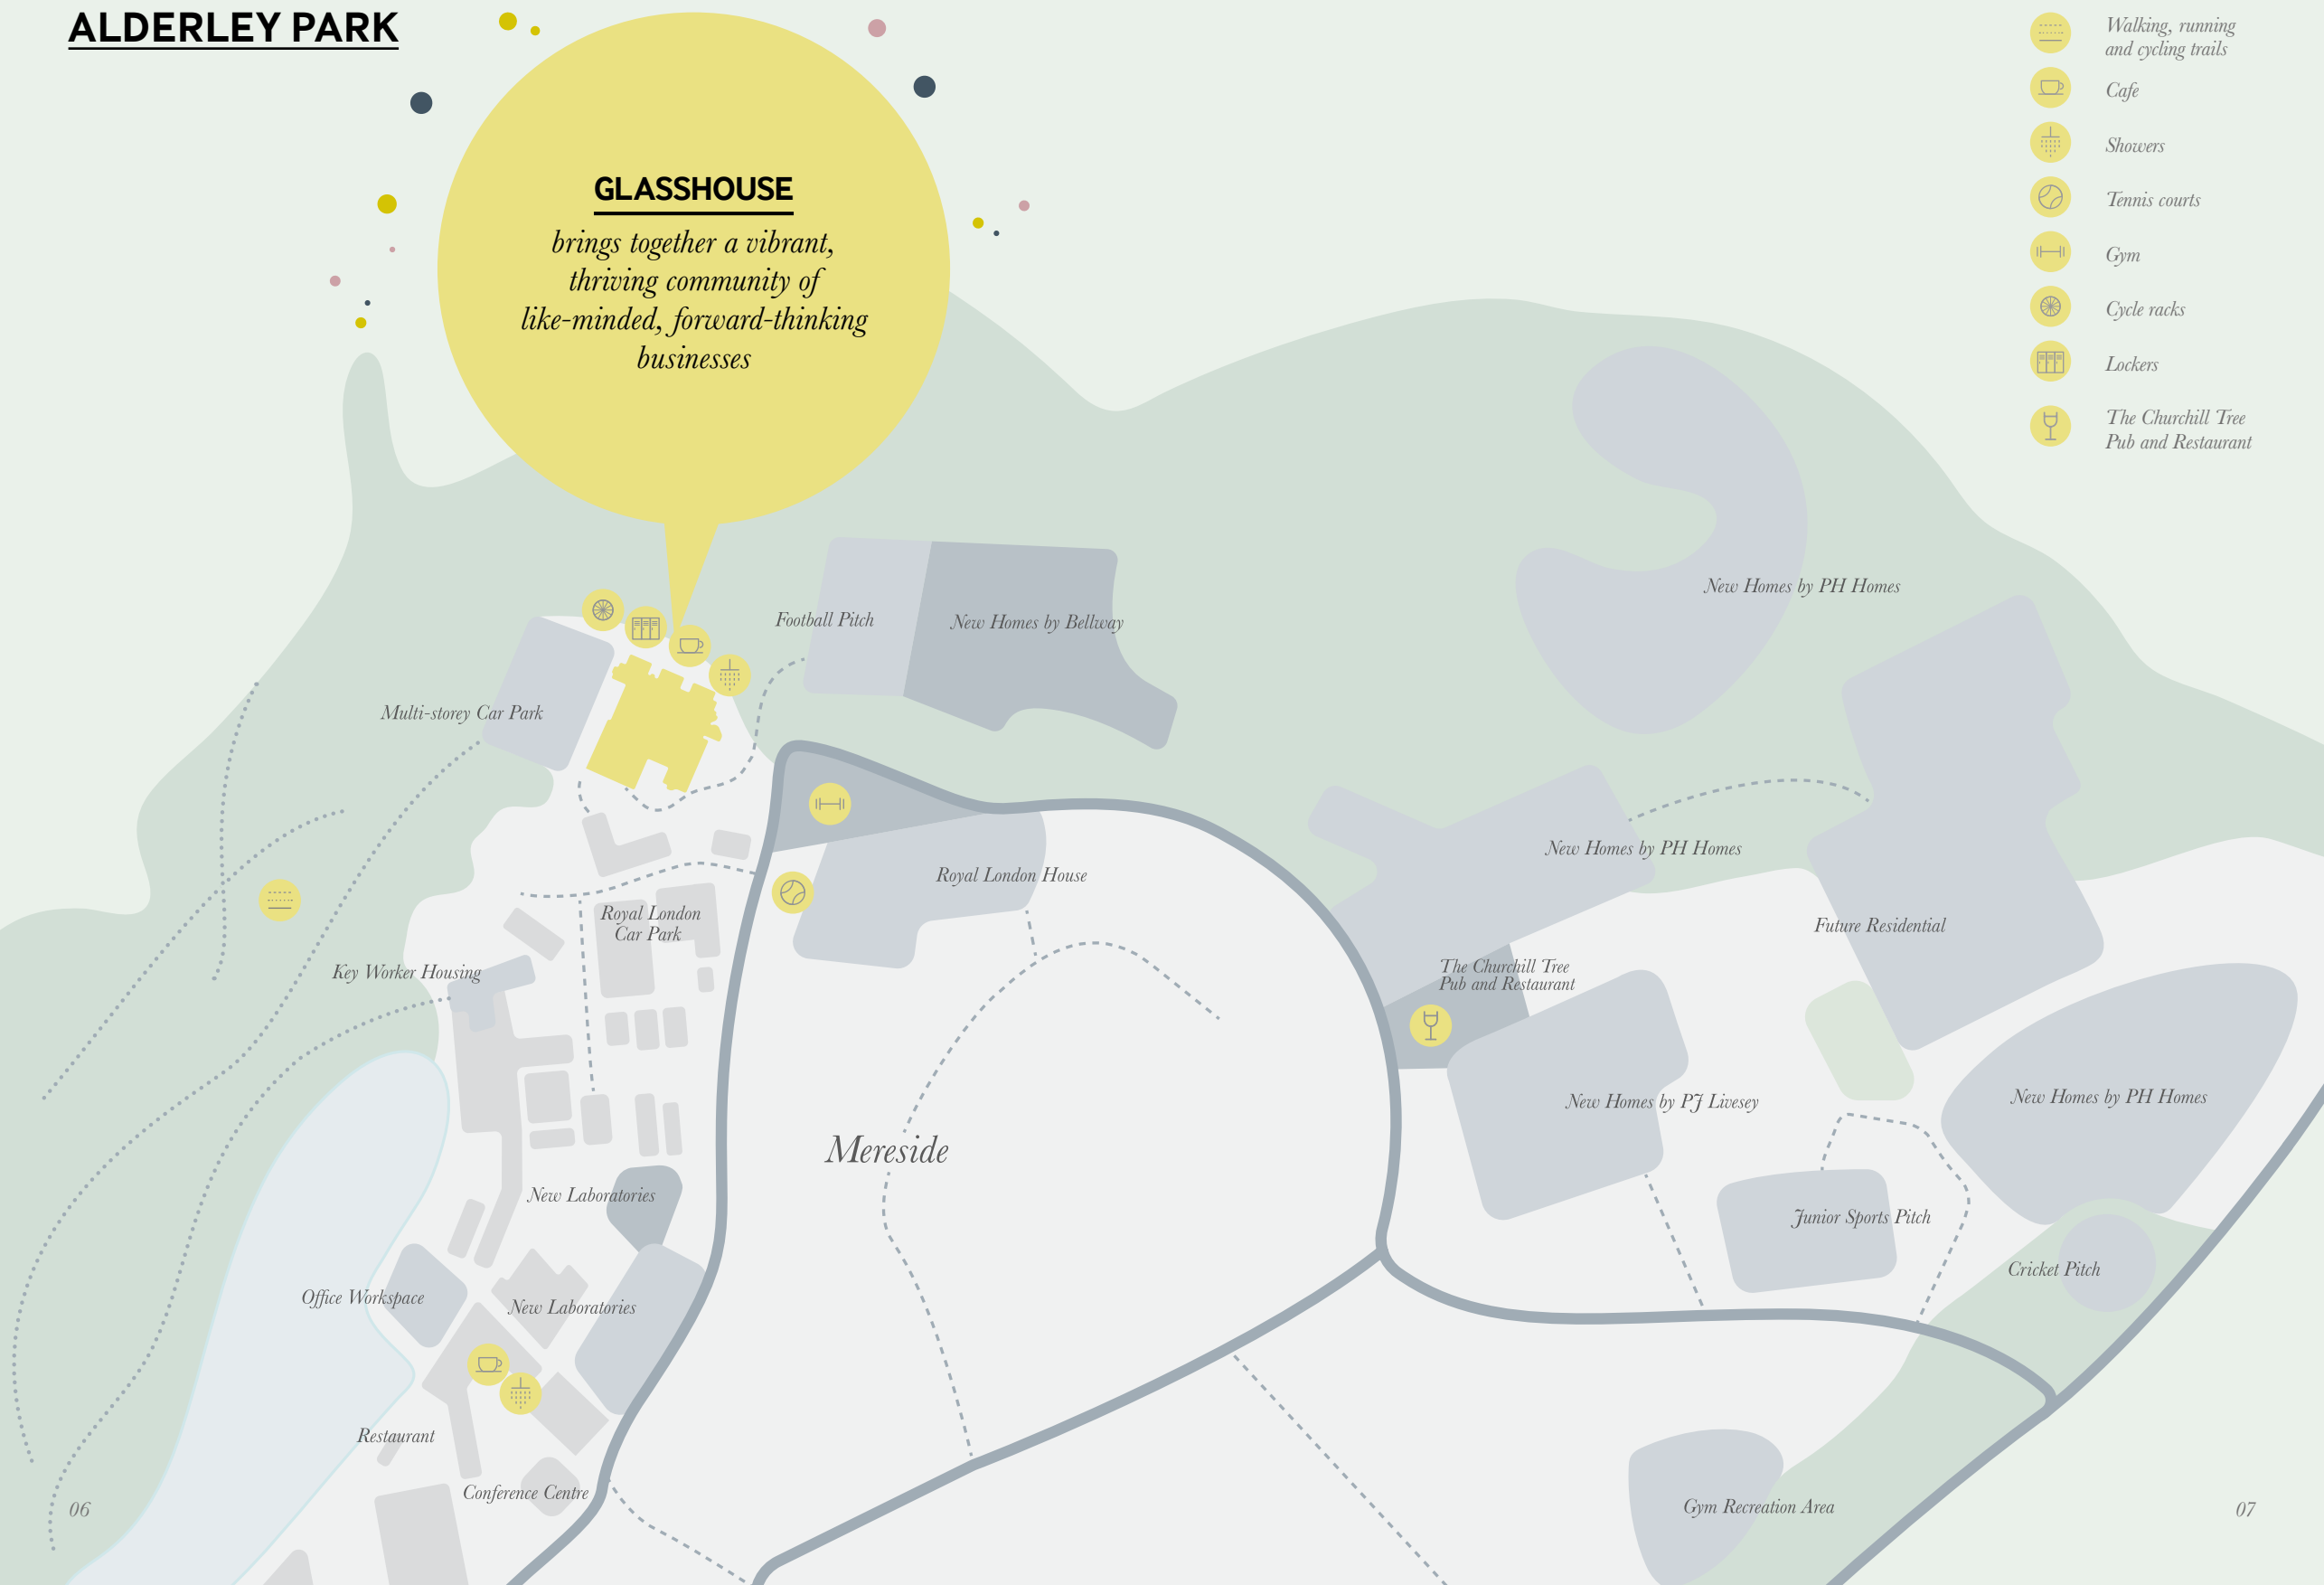 ALDERLEY PARK
GLASSHOUSE
brings together a vibrant,
thriving community of
like-minded, forward-thinking
businesses
Walking, running
and cycling trails
Cafe
Showers
Tennis courts
Gym
Cycle racks
Lockers
The Churchill Tree
Pub and Restaurant
New Homes by PH Homes
Football Pitch
New Homes by Bellway
Multi-storey Car Park
New Homes by PH Homes
Royal London House
Royal London
Car Park
Future Residential
Key Worker Housing
The Churchill Tree
Pub and Restaurant
New Homes by PJ Livesey
New Homes by PH Homes
Mereside
New Laboratories
Junior Sports Pitch
Cricket Pitch
Office Workspace
New Laboratories
Restaurant
Conference Centre
Gym Recreation Area
06
07